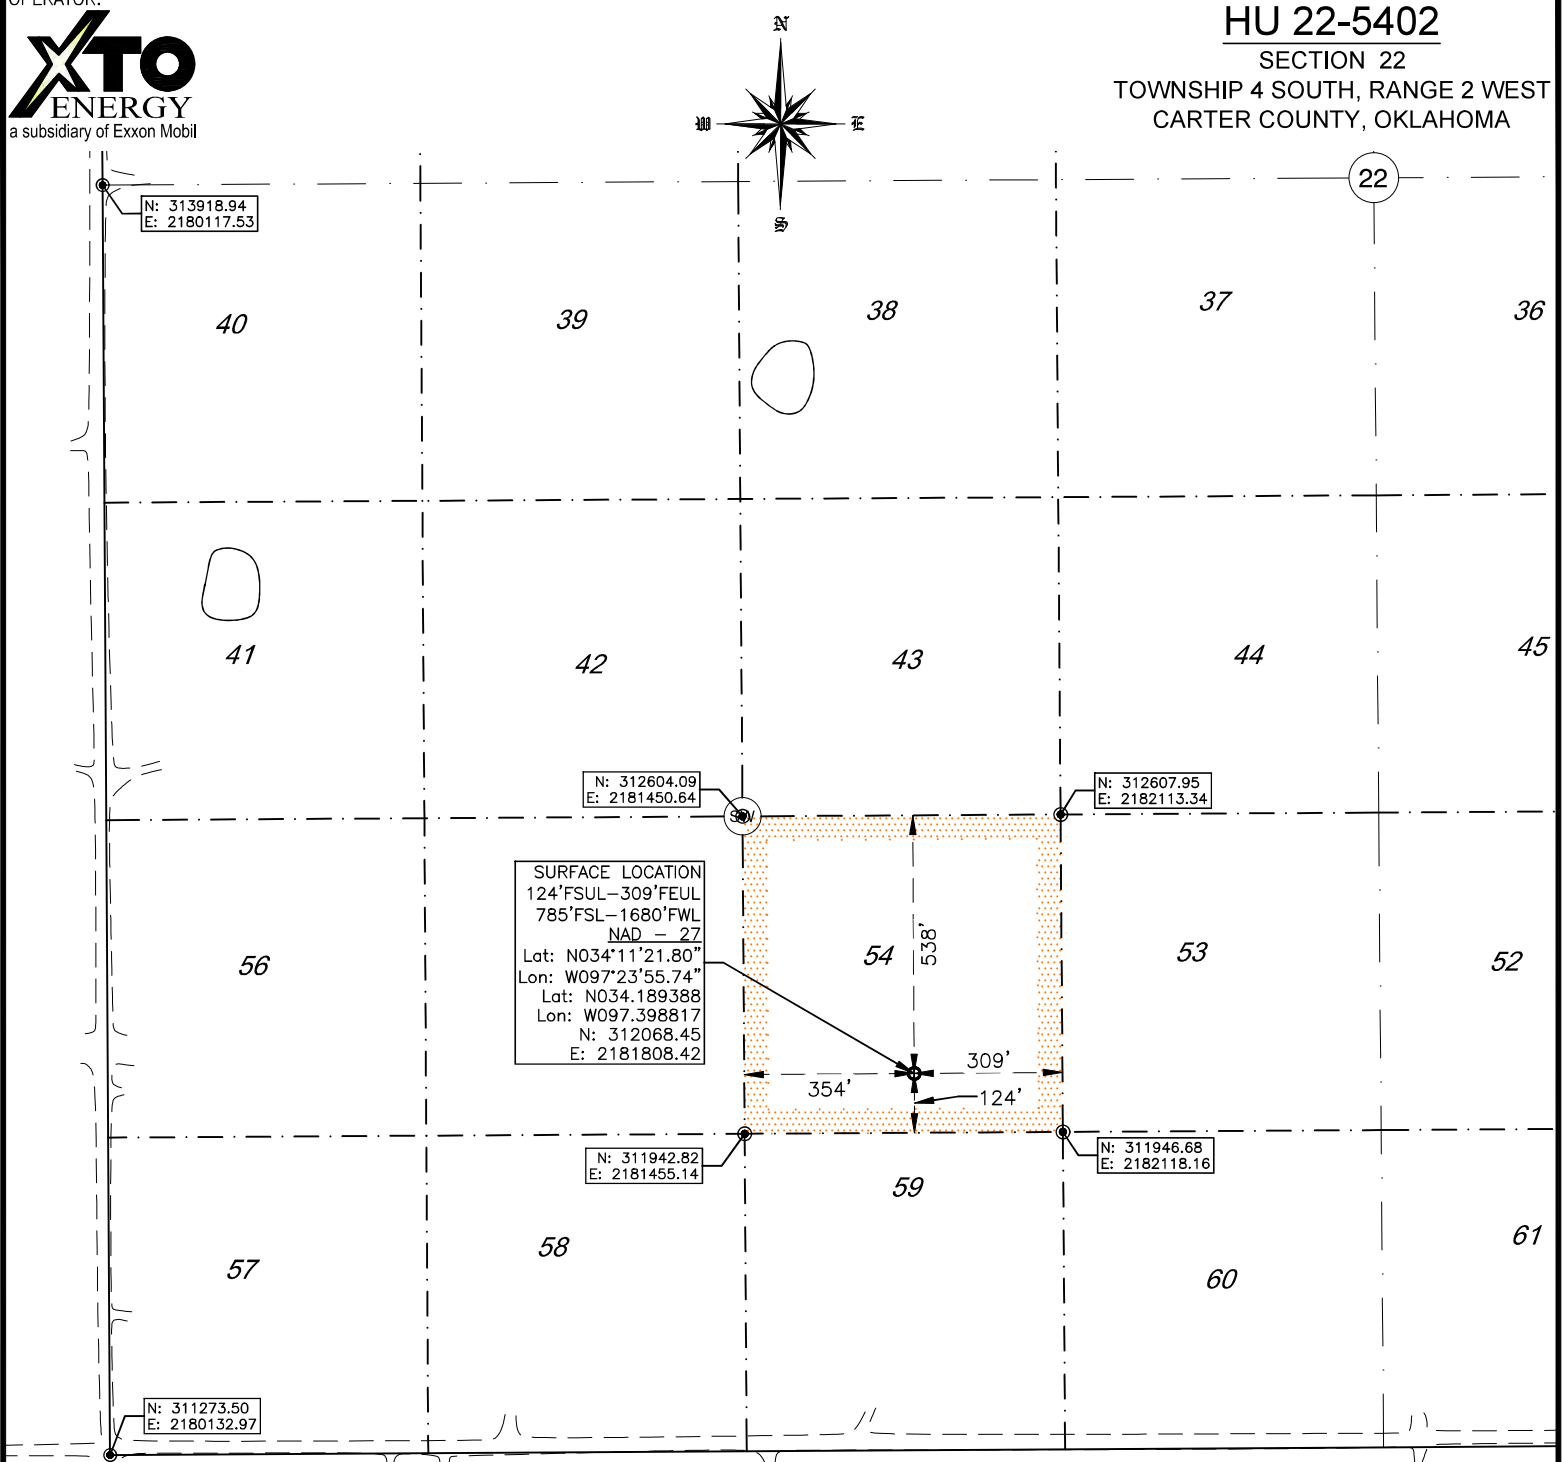 OPERATOR:
XTO
ENERGY
a subsidiary of Exxon Mobil
N
W
E
S
HU 22-5402
SECTION 22
TOWNSHIP 4 SOUTH, RANGE 2 WEST
CARTER COUNTY, OKLAHOMA
22
N: 313918.94
E: 2180117.53
40
39
38
37
36
41
42
43
44
45
N: 312604.09
E: 2181450.64
SW
N: 312607.95
E: 2182113.34
SURFACE LOCATION
124'FSUL-309'FEUL
785'FSL-1680'FWL
NAD - 27
Lat: N034°11'21.80"
Lon: W097°23'55.74"
Lat: N034.189388
Lon: W097.398817
N: 312068.45
E: 2181808.42
56
54
538'
53
52
354'
309'
124'
N: 311942.82
E: 2181455.14
N: 311946.68
E: 2182118.16
57
58
59
60
61
N: 311273.50
E: 2180132.97